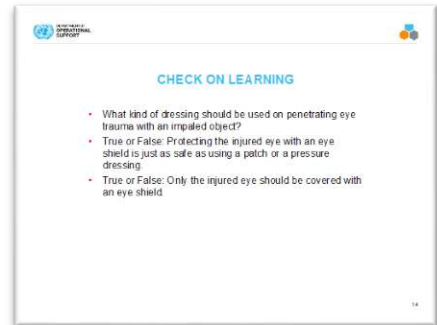 DEPARTMENT OF
OPERATIONAL
SUPPORT
CHECK ON LEARNING
• What kind of dressing should be used on penetrating eye
trauma with an impaled object?
• True or False: Protecting the injured eye with an eye
shield is just as safe as using a patch or a pressure
dressing.
• True or False: Only the injured eye should be covered with
an eye shield.
14